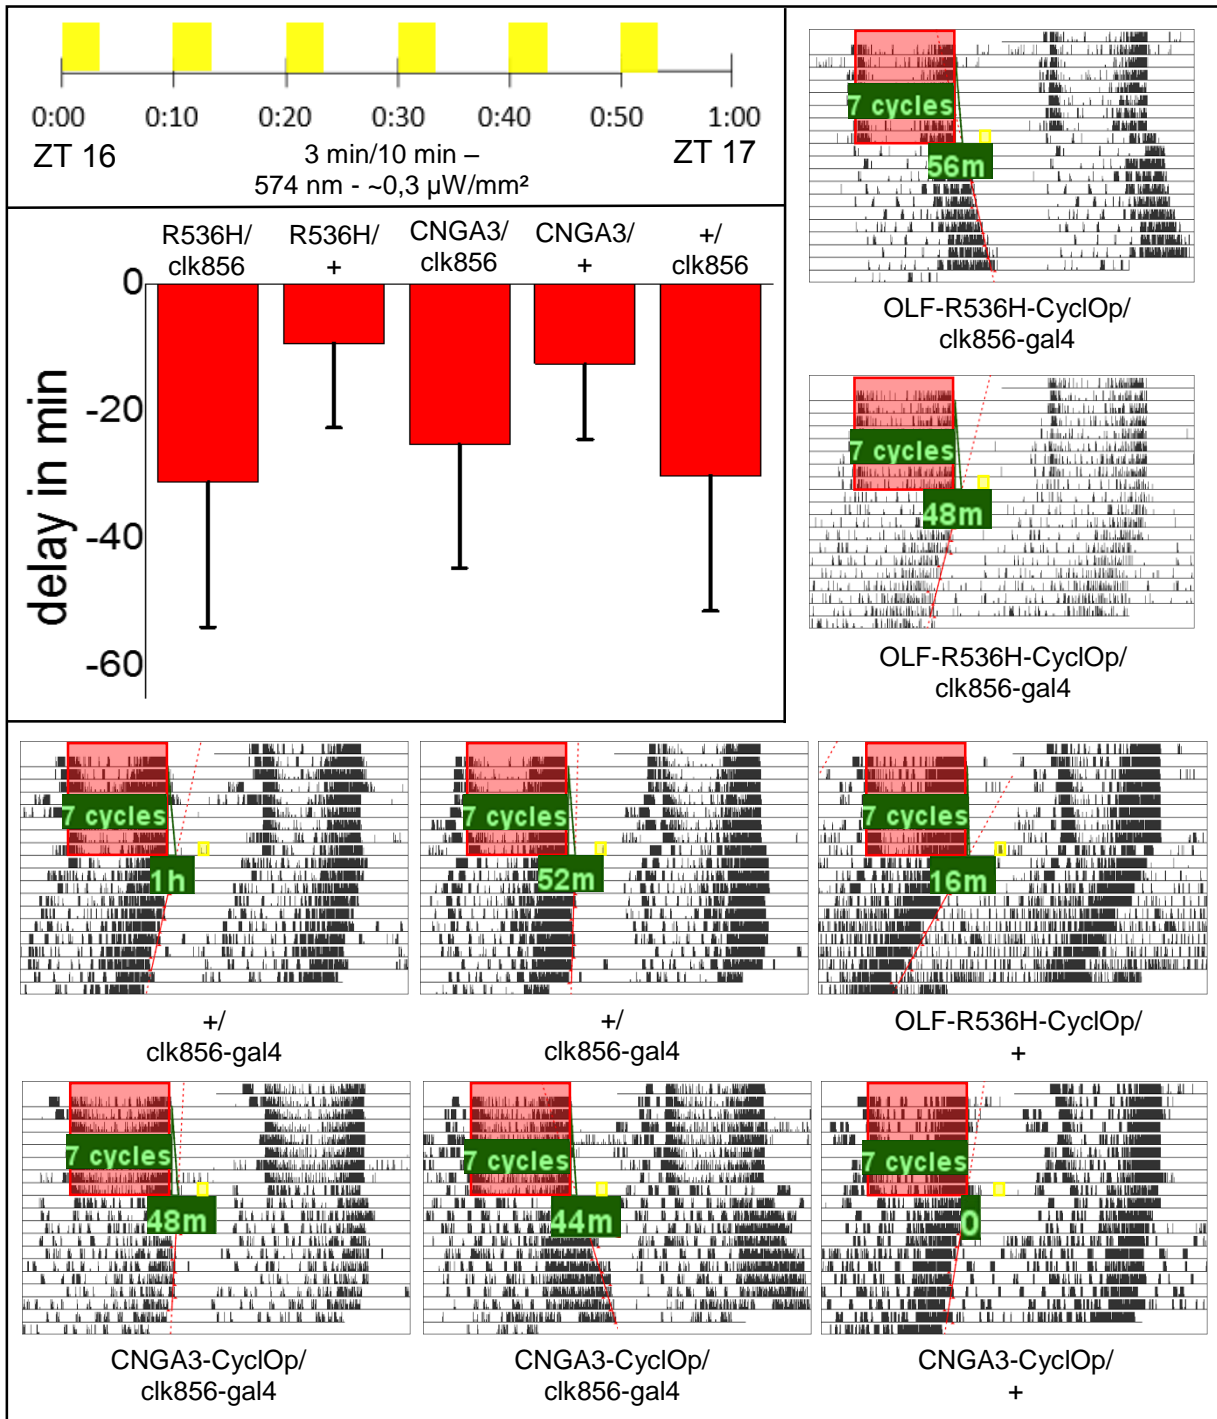 0:00 0:10 0:20 0:30 0:40 0:50 1:00
ZT 16 ZT 17
3 min/10 min –
574 nm - ~0,3 µW/mm²
R536H/ R536H/ CNGA3/ CNGA3/ +/
clk856 + clk856 + clk856
delay in min
0
-20
-40
-60
7 cycles
56m
OLF-R536H-CyclOp/
clk856-gal4
7 cycles
48m
OLF-R536H-CyclOp/
clk856-gal4
7 cycles
1h
+/
clk856-gal4
7 cycles
52m
+/
clk856-gal4
7 cycles
16m
OLF-R536H-CyclOp/
+
7 cycles
48m
CNGA3-CyclOp/
clk856-gal4
7 cycles
44m
CNGA3-CyclOp/
clk856-gal4
7 cycles
0
CNGA3-CyclOp/
+